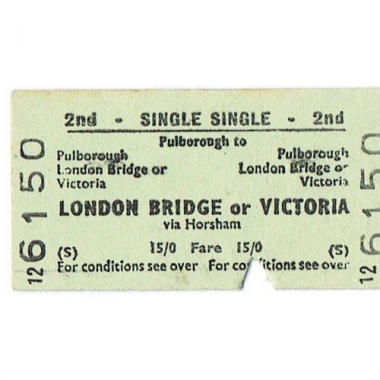 2nd - SINGLE SINGLE - 2nd
Pulborough to
Pulborough Pulborough
London Bridge or London Bridge or
Victoria Victoria
LONDON BRIDGE or VICTORIA
via Horsham
(S) 15/0 Fare 15/0 (S)
For conditions see over For conditions see over
12 6150
12 6150